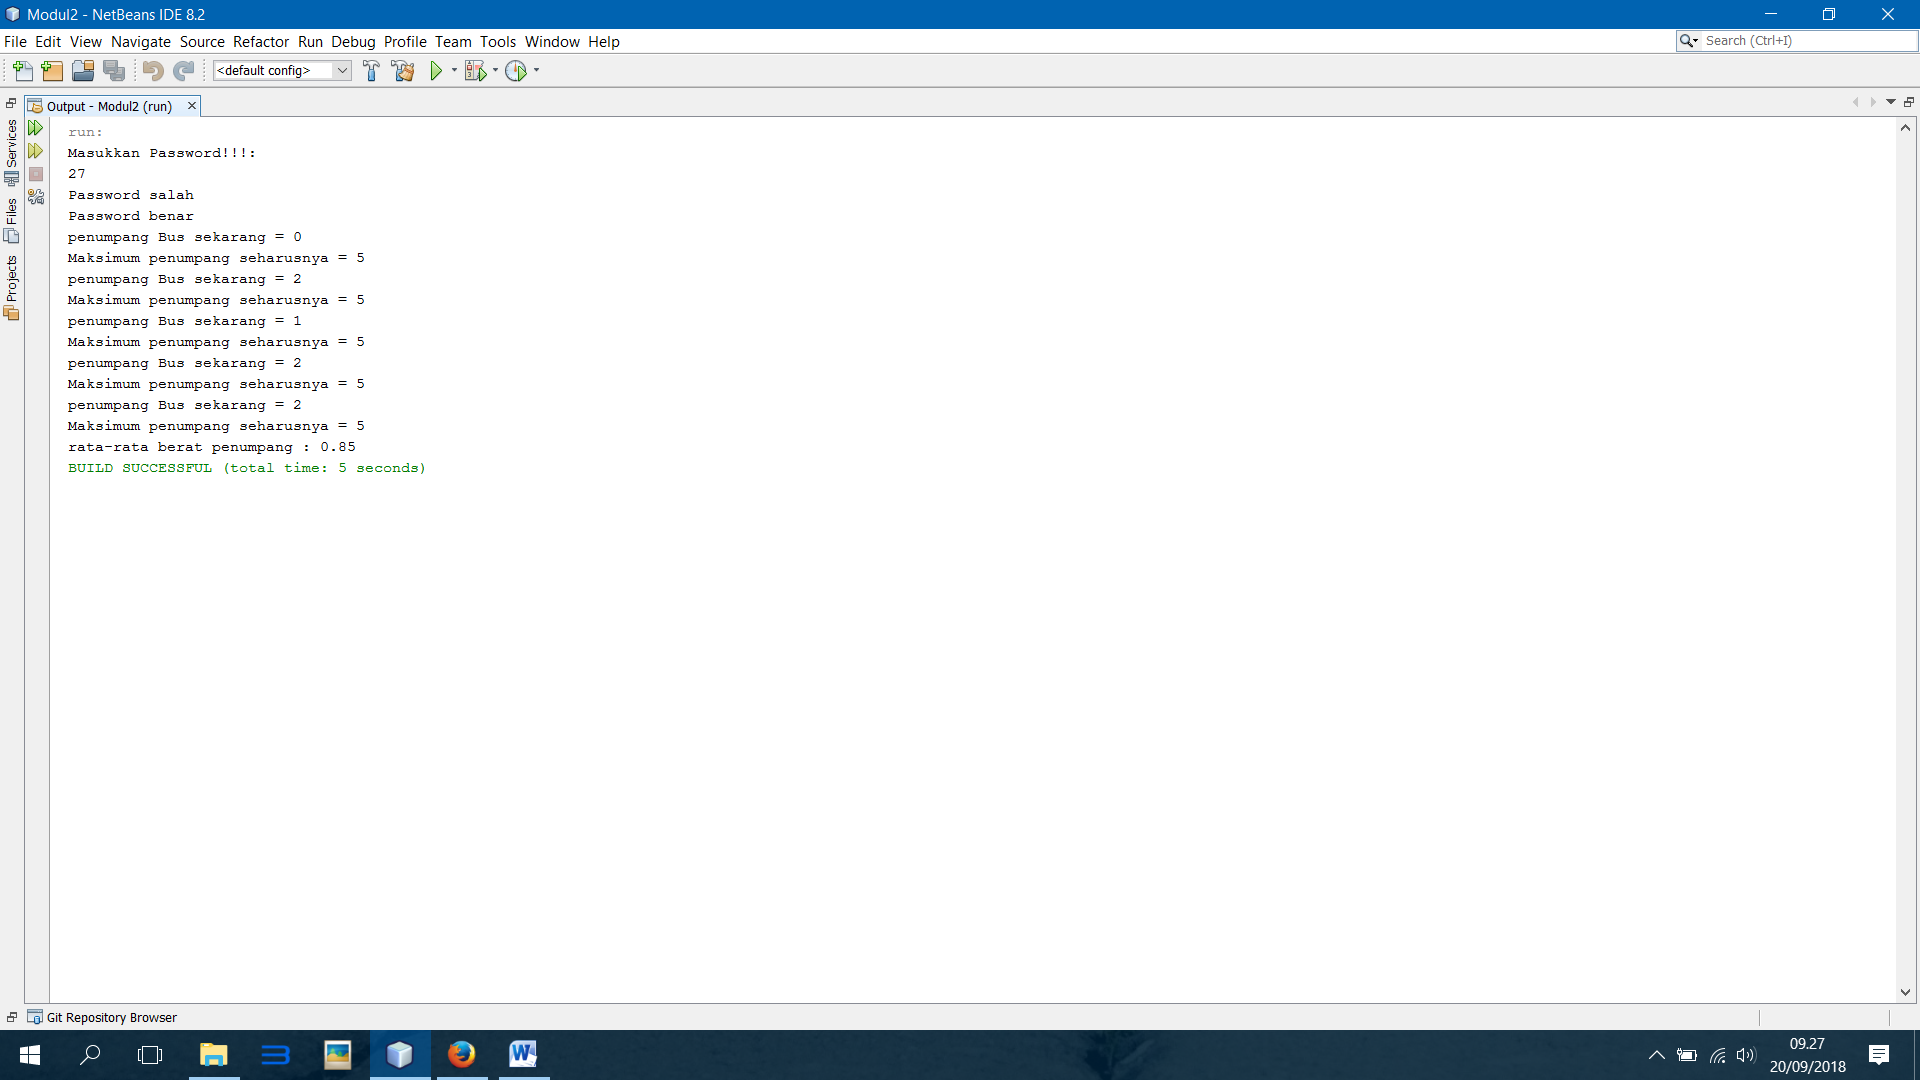 Modul2 - NetBeans IDE 8.2
File Edit View Navigate Source Refactor Run Debug Profile Team Tools Window Help
Search (Ctrl+I)
<default config>
Output - Modul2 (run)
Services
Files
Projects
run:
Masukkan Password!!!:
27
Password salah
Password benar
penumpang Bus sekarang = 0
Maksimum penumpang seharusnya = 5
penumpang Bus sekarang = 2
Maksimum penumpang seharusnya = 5
penumpang Bus sekarang = 1
Maksimum penumpang seharusnya = 5
penumpang Bus sekarang = 2
Maksimum penumpang seharusnya = 5
penumpang Bus sekarang = 2
Maksimum penumpang seharusnya = 5
rata-rata berat penumpang : 0.85
BUILD SUCCESSFUL (total time: 5 seconds)
Git Repository Browser
09.27
20/09/2018